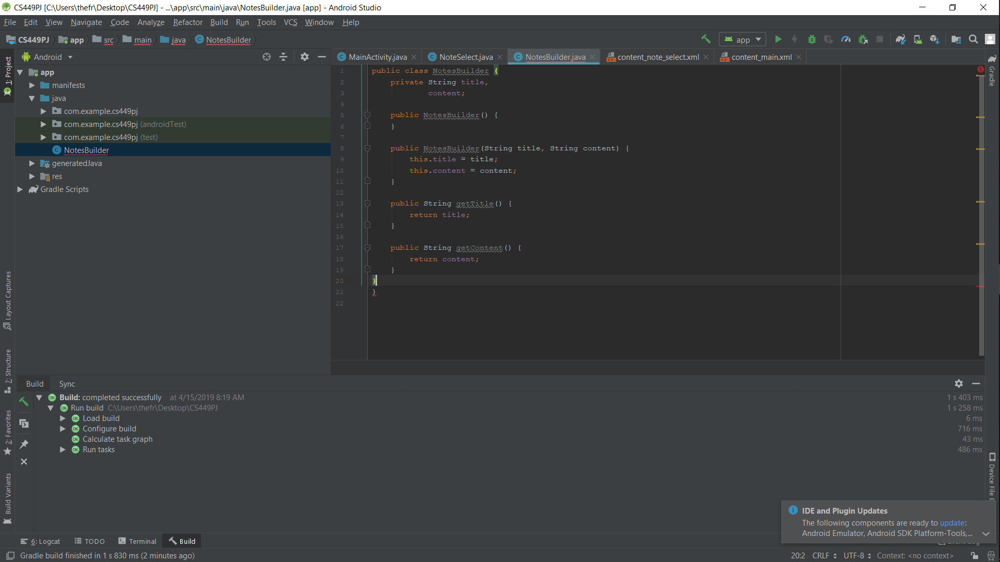 CS449PJ [C:\Users\thefr\Desktop\CS449PJ] - ...\app\src\main\java\NotesBuilder.java [app] - Android Studio
File Edit View Navigate Code Analyze Refactor Build Run Tools VCS Window Help
CS449PJ app src main java NotesBuilder app
Android MainActivity.java NoteSelect.java NotesBuilder.java content_note_select.xml content_main.xml
1: Project
Gradle
app
manifests
java
com.example.cs449pj
com.example.cs449pj (androidTest)
com.example.cs449pj (test)
NotesBuilder
generatedJava
res
Gradle Scripts
1 public class NotesBuilder {
2 private String title,
3 content;
4
5 public NotesBuilder() {
6 }
7
8 public NotesBuilder(String title, String content) {
9 this.title = title;
10 this.content = content;
11 }
12
13 public String getTitle() {
14 return title;
15 }
16
17 public String getContent() {
18 return content;
19 }
20 }
21 }
22
Layout Captures
7: Structure
2: Favorites
Build Variants
Build Sync
Build: completed successfully at 4/15/2019 8:19 AM 1 s 403 ms
Run build C:\Users\thefr\Desktop\CS449PJ 1 s 258 ms
Load build 6 ms
Configure build 716 ms
Calculate task graph 43 ms
Run tasks 486 ms
Device File E
IDE and Plugin Updates
The following components are ready to update:
Android Emulator, Android SDK Platform-Tools,...
6: Logcat TODO Terminal Build
Gradle build finished in 1 s 830 ms (2 minutes ago) 20:2 CRLF UTF-8 Context: <no context>